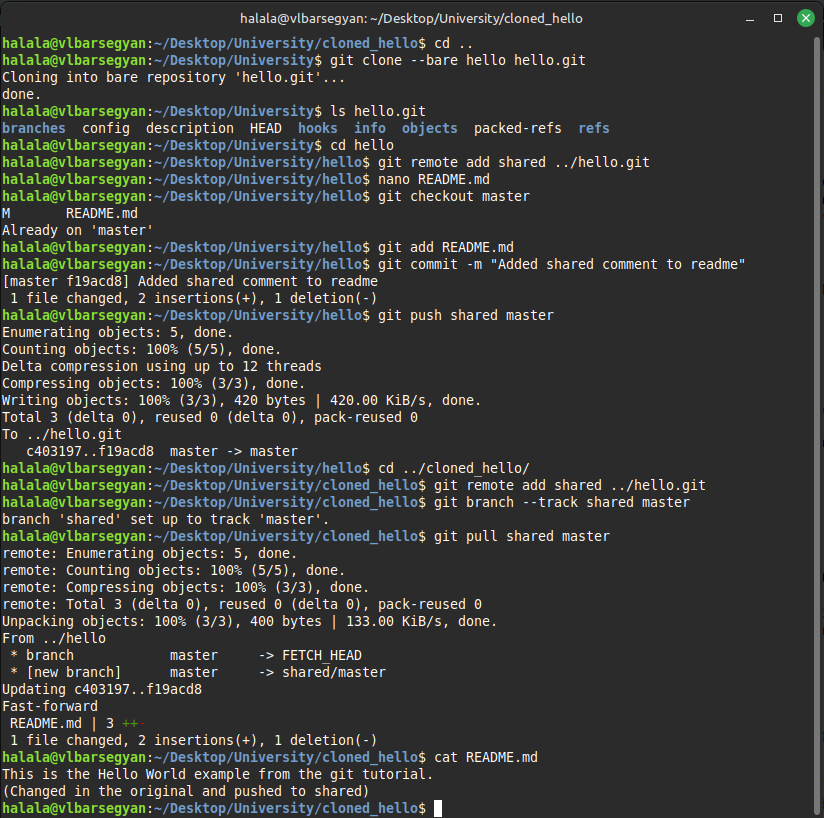 halala@vlbarsegyan: ~/Desktop/University/cloned_hello
halala@vlbarsegyan:~/Desktop/University/cloned_hello$ cd ..
halala@vlbarsegyan:~/Desktop/University$ git clone --bare hello hello.git
Cloning into bare repository 'hello.git'...
done.
halala@vlbarsegyan:~/Desktop/University$ ls hello.git
branches  config  description  HEAD  hooks  info  objects  packed-refs  refs
halala@vlbarsegyan:~/Desktop/University$ cd hello
halala@vlbarsegyan:~/Desktop/University/hello$ git remote add shared ../hello.git
halala@vlbarsegyan:~/Desktop/University/hello$ nano README.md
halala@vlbarsegyan:~/Desktop/University/hello$ git checkout master
M       README.md
Already on 'master'
halala@vlbarsegyan:~/Desktop/University/hello$ git add README.md
halala@vlbarsegyan:~/Desktop/University/hello$ git commit -m "Added shared comment to readme"
[master f19acd8] Added shared comment to readme
 1 file changed, 2 insertions(+), 1 deletion(-)
halala@vlbarsegyan:~/Desktop/University/hello$ git push shared master
Enumerating objects: 5, done.
Counting objects: 100% (5/5), done.
Delta compression using up to 12 threads
Compressing objects: 100% (3/3), done.
Writing objects: 100% (3/3), 420 bytes | 420.00 KiB/s, done.
Total 3 (delta 0), reused 0 (delta 0), pack-reused 0
To ../hello.git
   c403197..f19acd8  master -> master
halala@vlbarsegyan:~/Desktop/University/hello$ cd ../cloned_hello/
halala@vlbarsegyan:~/Desktop/University/cloned_hello$ git remote add shared ../hello.git
halala@vlbarsegyan:~/Desktop/University/cloned_hello$ git branch --track shared master
branch 'shared' set up to track 'master'.
halala@vlbarsegyan:~/Desktop/University/cloned_hello$ git pull shared master
remote: Enumerating objects: 5, done.
remote: Counting objects: 100% (5/5), done.
remote: Compressing objects: 100% (3/3), done.
remote: Total 3 (delta 0), reused 0 (delta 0), pack-reused 0
Unpacking objects: 100% (3/3), 400 bytes | 133.00 KiB/s, done.
From ../hello
 * branch            master     -> FETCH_HEAD
 * [new branch]      master     -> shared/master
Updating c403197..f19acd8
Fast-forward
 README.md | 3 ++-
 1 file changed, 2 insertions(+), 1 deletion(-)
halala@vlbarsegyan:~/Desktop/University/cloned_hello$ cat README.md
This is the Hello World example from the git tutorial.
(Changed in the original and pushed to shared)
halala@vlbarsegyan:~/Desktop/University/cloned_hello$